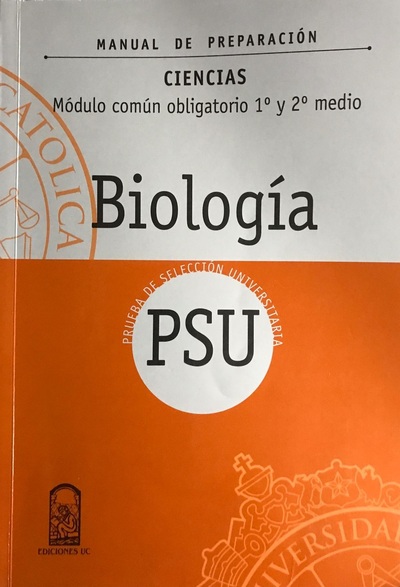 MANUAL DE PREPARACIÓN
CIENCIAS
Módulo común obligatorio 1º y 2º medio
CATOLICA
Biología
PRUEBA DE SELECCIÓN UNIVERSITARIA
PSU
EDICIONES UC
UNIVERSIDAD